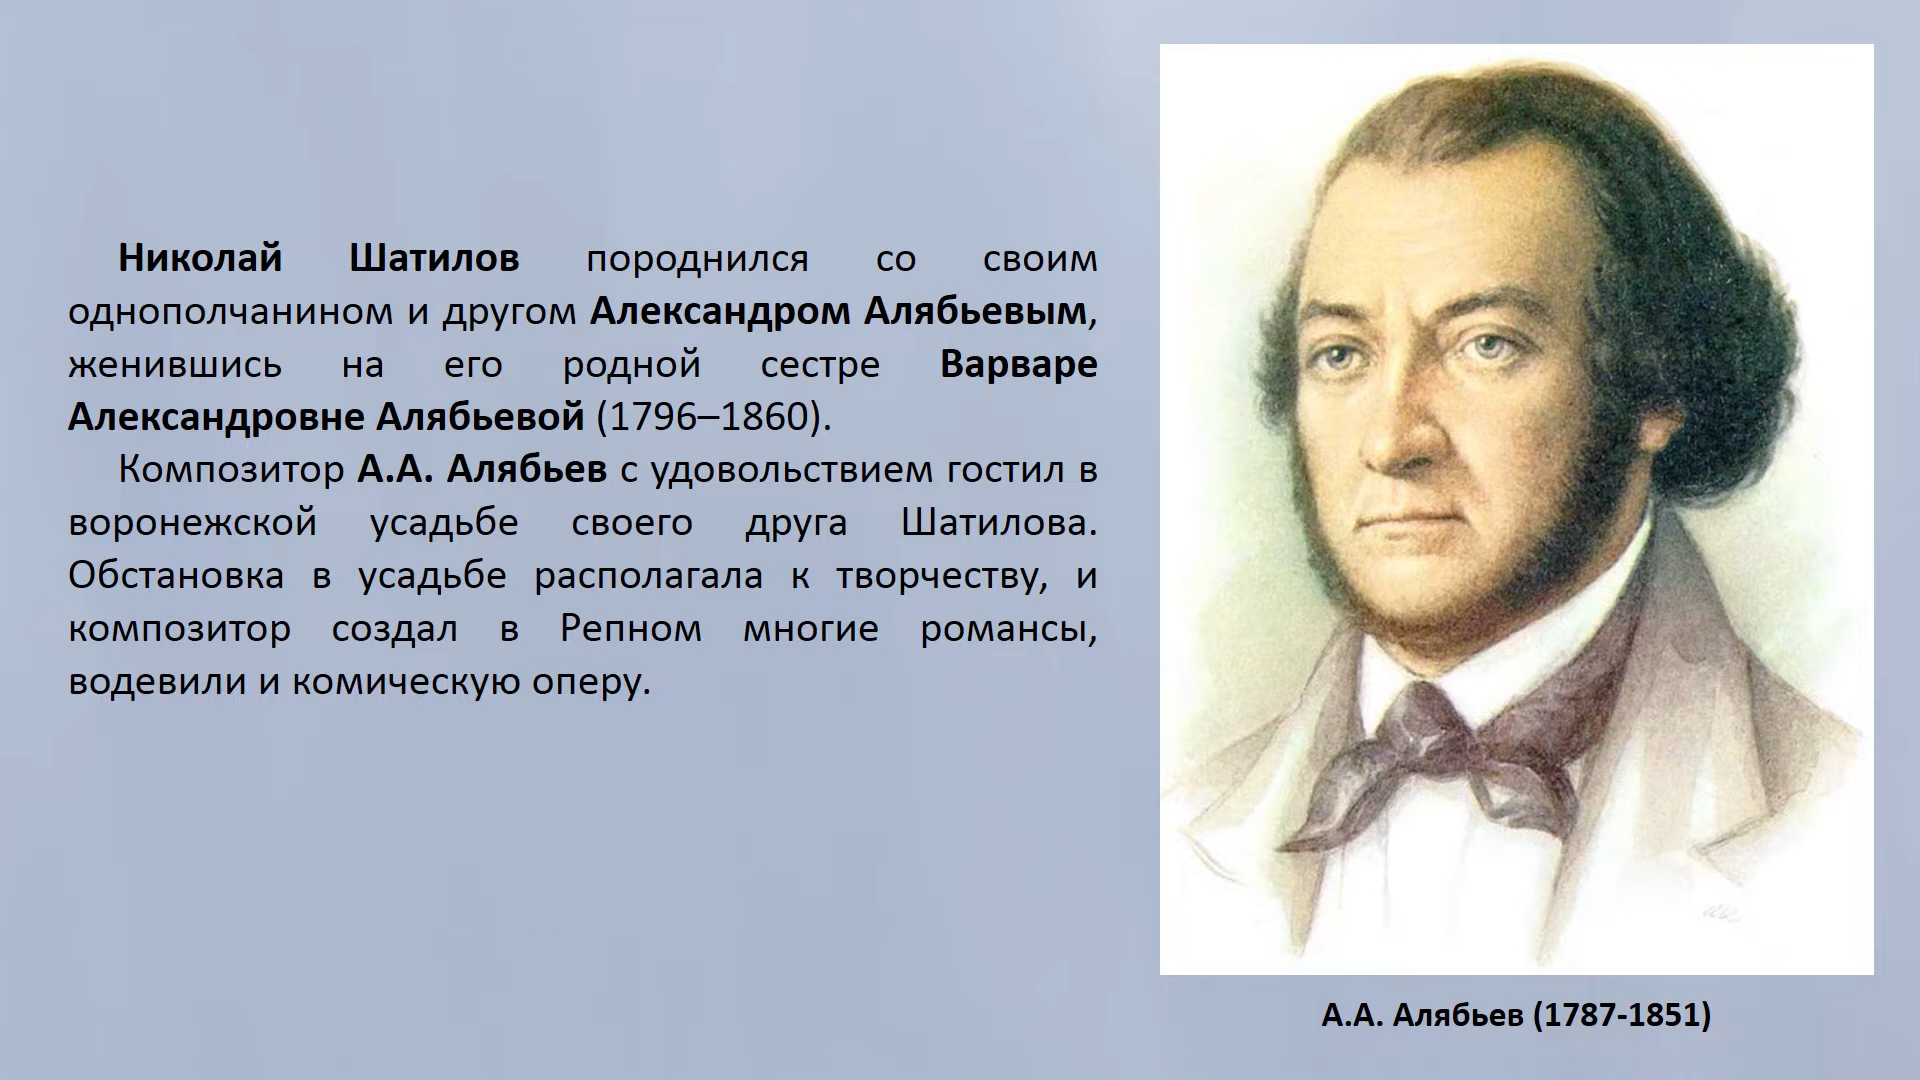 Николай Шатилов породнился со своим
однополчанином и другом Александром Алябьевым,
женившись на его родной сестре Варваре
Александровне Алябьевой (1796–1860).
Композитор А.А. Алябьев с удовольствием гостил в
воронежской усадьбе своего друга Шатилова.
Обстановка в усадьбе располагала к творчеству, и
композитор создал в Репном многие романсы,
водевили и комическую оперу.
А.А. Алябьев (1787-1851)